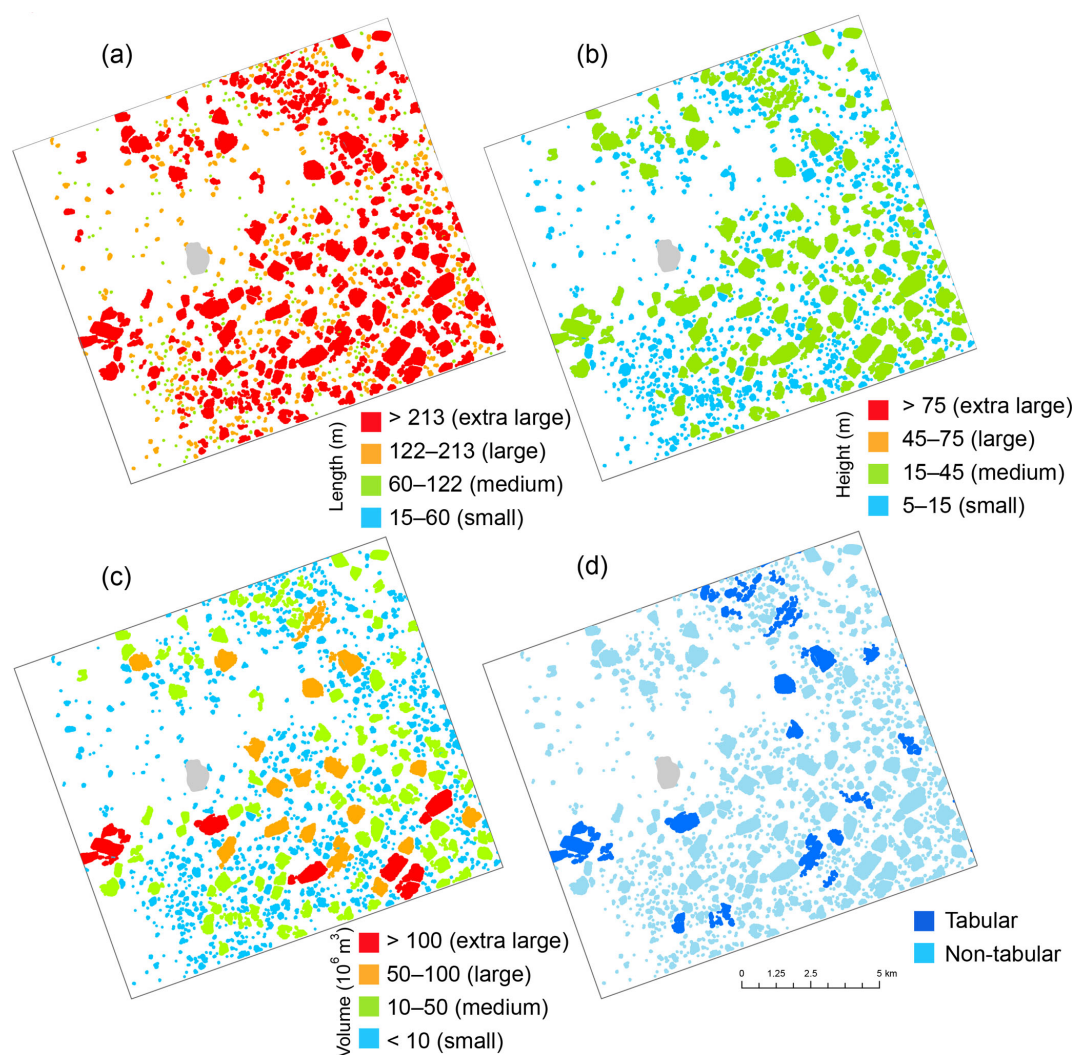 (a)
(b)
Length (m)
> 213 (extra large)
122–213 (large)
60–122 (medium)
15–60 (small)
Height (m)
> 75 (extra large)
45–75 (large)
15–45 (medium)
5–15 (small)
(c)
(d)
Volume (10⁶ m³)
> 100 (extra large)
50–100 (large)
10–50 (medium)
< 10 (small)
Tabular
Non-tabular
0 1.25 2.5 5 km